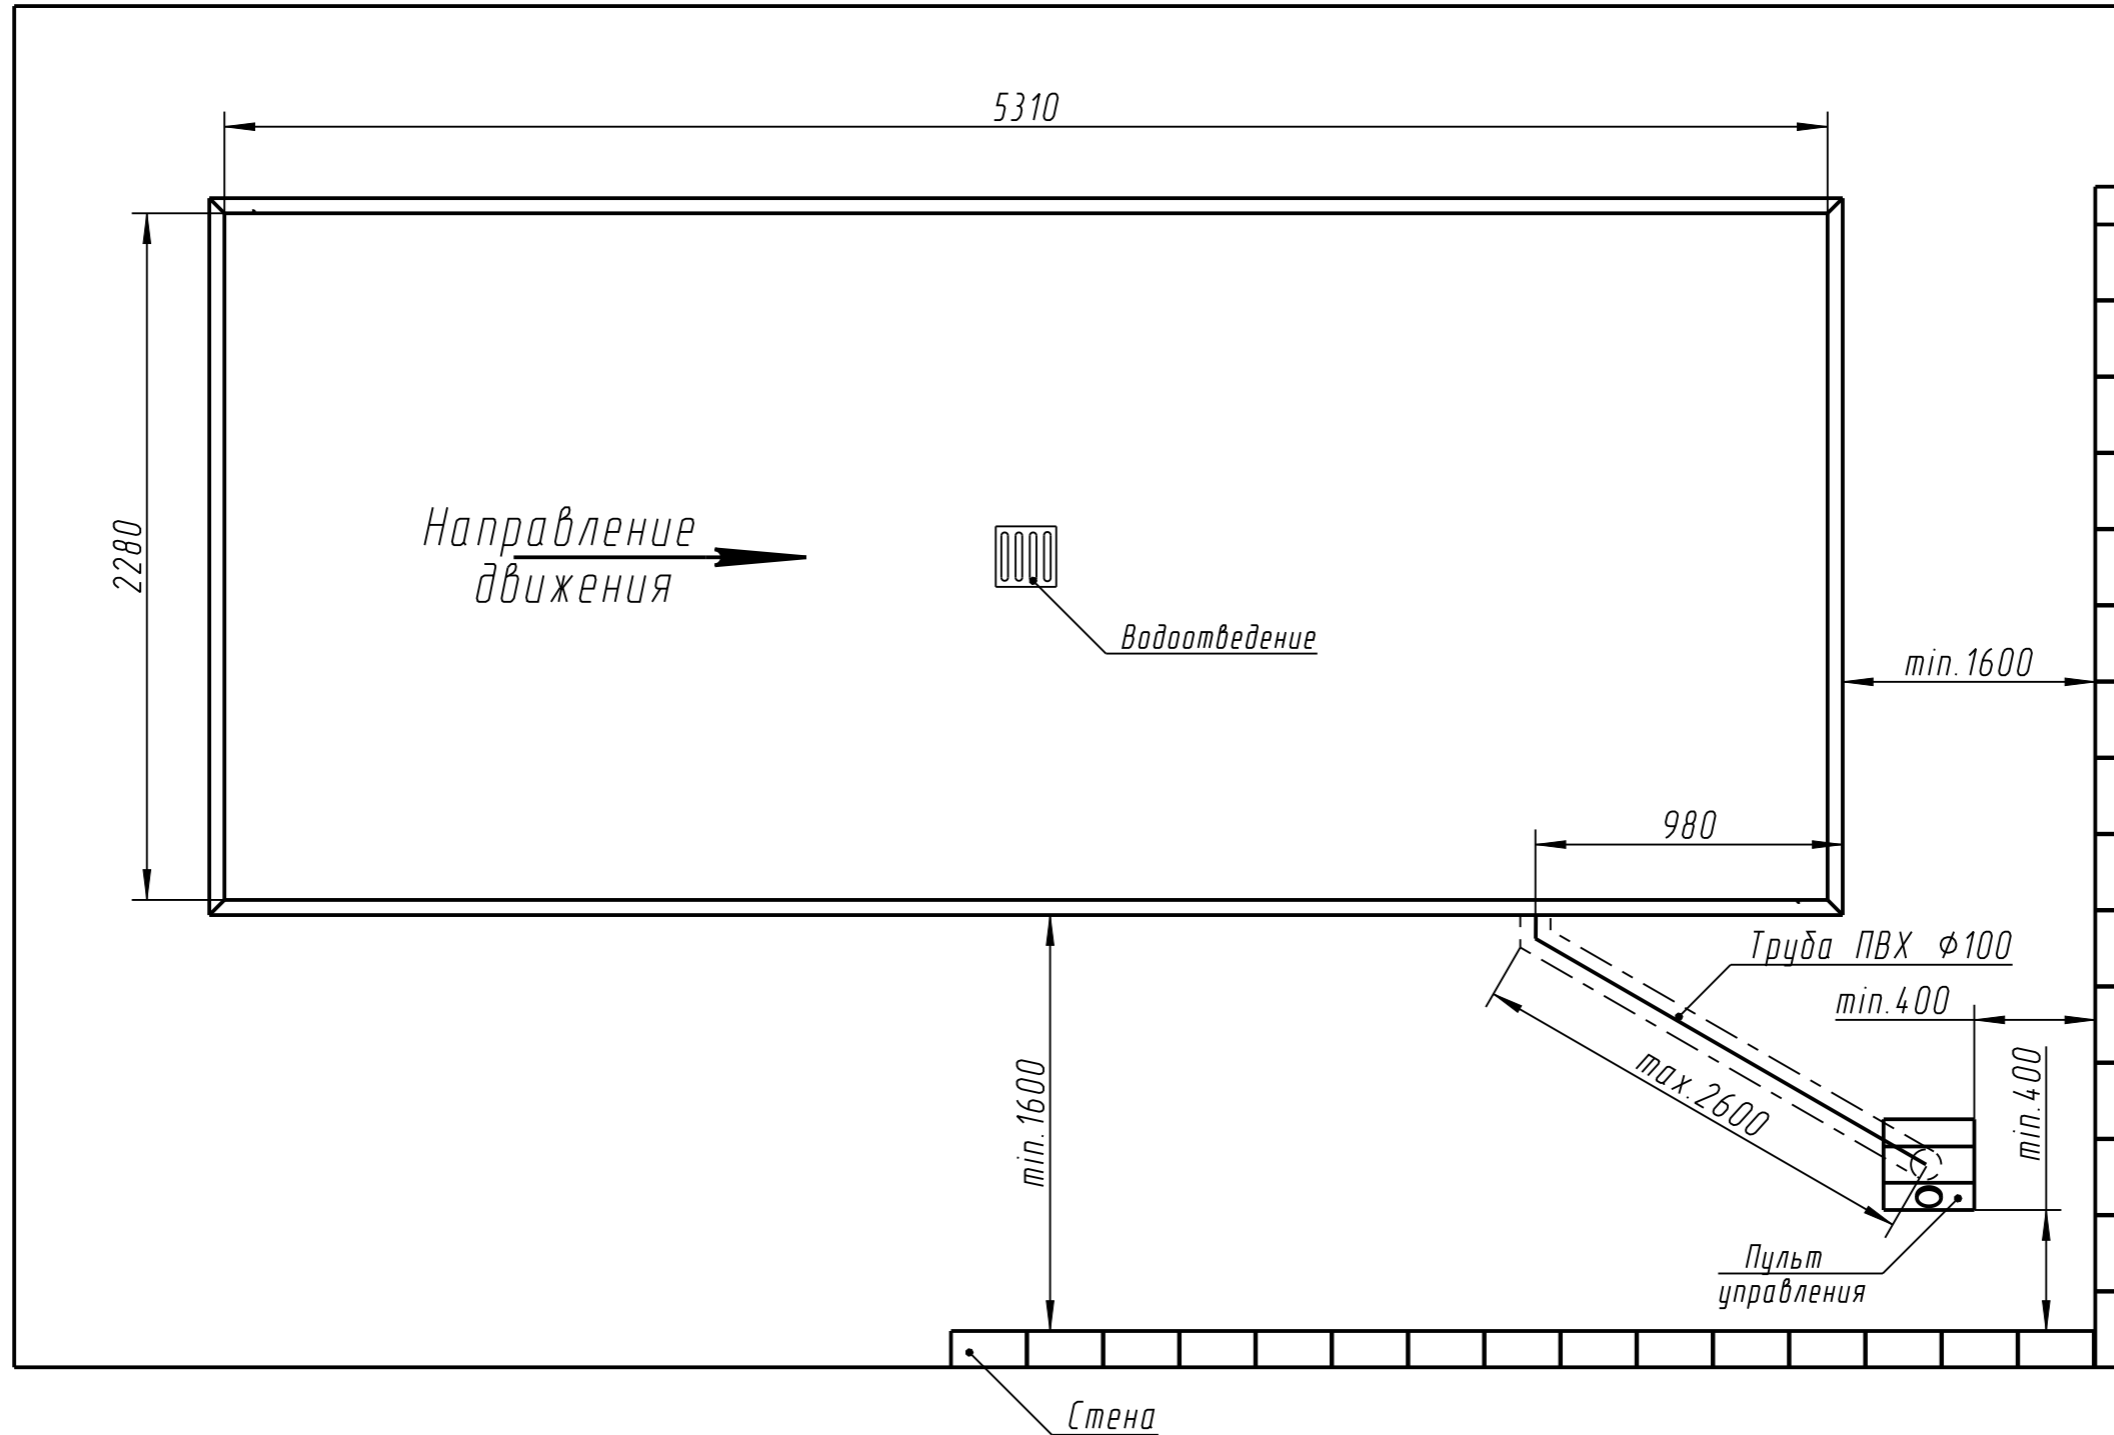 5310
2280
Направление
движения
Водоотведение
min.1600
980
Труба ПВХ ϕ100
min.400
max.2600
min.400
min.1600
Пульт
управления
Стена